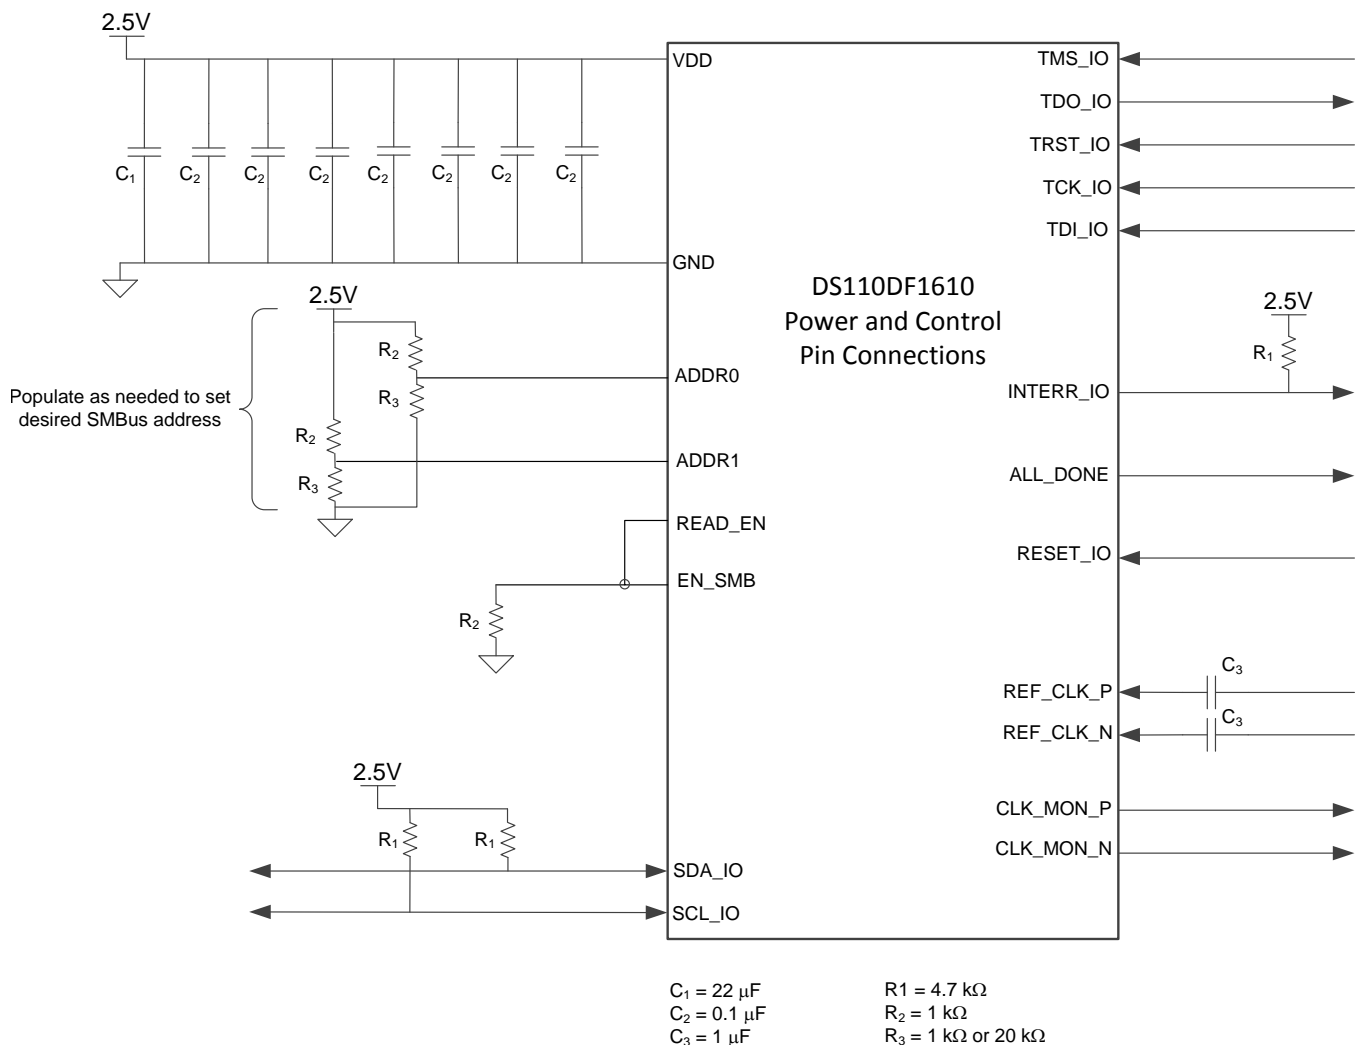 2.5V
VDD
C1
C2
C2
C2
C2
C2
C2
C2
GND
2.5V
Populate as needed to set
desired SMBus address
R2
R3
R2
R3
ADDR0
ADDR1
READ_EN
EN_SMB
R2
2.5V
R1
R1
SDA_IO
SCL_IO
DS110DF1610
Power and Control
Pin Connections
TMS_IO
TDO_IO
TRST_IO
TCK_IO
TDI_IO
2.5V
R1
INTERR_IO
ALL_DONE
RESET_IO
C3
REF_CLK_P
C3
REF_CLK_N
CLK_MON_P
CLK_MON_N
C1 = 22 μF
C2 = 0.1 μF
C3 = 1 μF
R1 = 4.7 kΩ
R2 = 1 kΩ
R3 = 1 kΩ or 20 kΩ